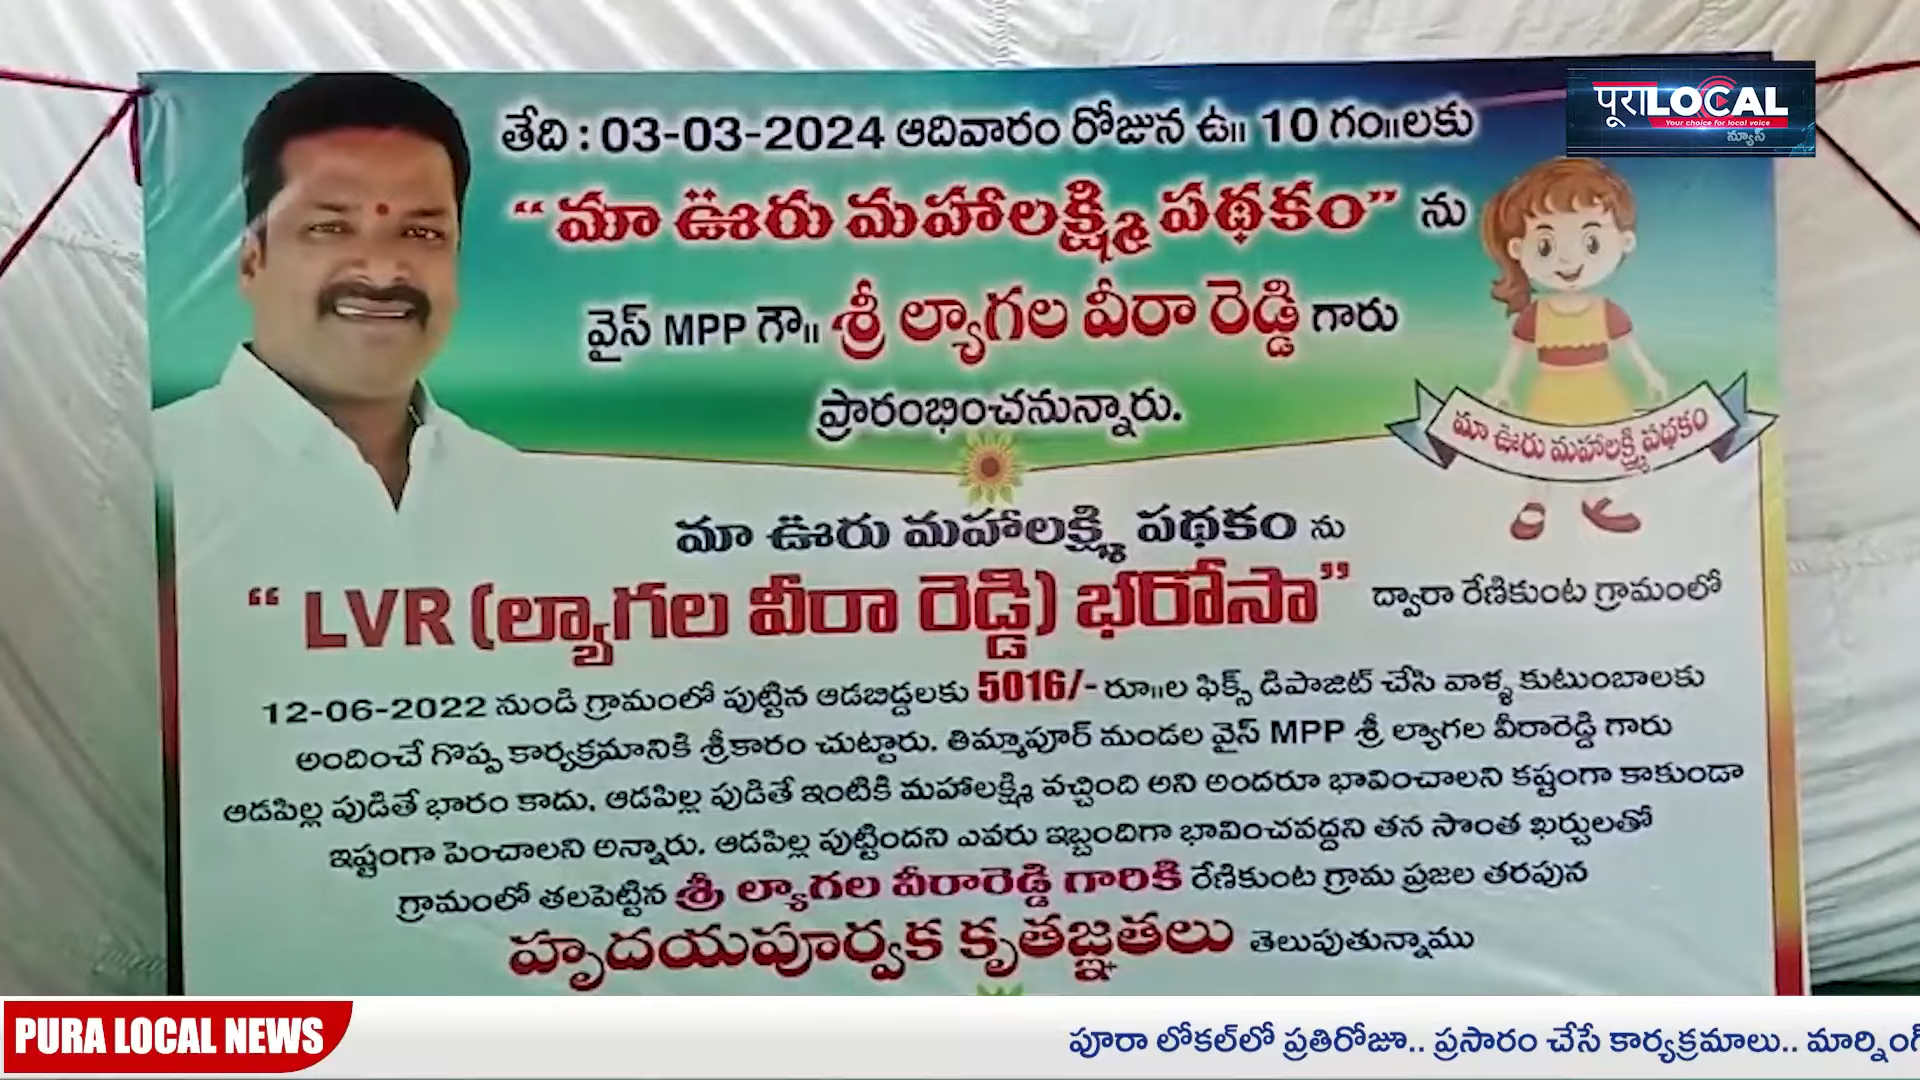 తేది : 03-03-2024 ఆదివారం రోజున ఉ॥ 10 గం॥లకు
पूरा LOCAL
Your choice for local voice
న్యూస్
“మా ఊరు మహాలక్ష్మి పథకం” ను
వైస్ MPP గౌ॥ శ్రీ ల్యాగల వీరా రెడ్డి గారు
ప్రారంభించనున్నారు.
మా ఊరు మహాలక్ష్మి పథకం
మా ఊరు మహాలక్ష్మి పథకం ను
“ LVR (ల్యాగల వీరా రెడ్డి) భరోసా” ద్వారా రేణికుంట గ్రామంలో
12-06-2022 నుండి గ్రామంలో పుట్టిన ఆడబిడ్డలకు 5016/- రూ॥ల ఫిక్స్ డిపాజిట్ చేసి వాళ్ళ కుటుంబాలకు
అందించే గొప్ప కార్యక్రమానికి శ్రీకారం చుట్టారు. తిమ్మాపూర్ మండల వైస్ MPP శ్రీ ల్యాగల వీరారెడ్డి గారు
ఆడపిల్ల పుడితే భారం కాదు. ఆడపిల్ల పుడితే ఇంటికి మహాలక్ష్మి వచ్చింది అని అందరూ భావించాలని కష్టంగా కాకుండా
ఇష్టంగా పెంచాలని అన్నారు. ఆడపిల్ల పుట్టిందని ఎవరు ఇబ్బందిగా భావించవద్దని తన సొంత ఖర్చులతో
గ్రామంలో తలపెట్టిన శ్రీ ల్యాగల వీరారెడ్డి గారికి రేణికుంట గ్రామ ప్రజల తరపున
హృదయపూర్వక కృతజ్ఞతలు తెలుపుతున్నాము
PURA LOCAL NEWS
పూరా లోకల్‌లో ప్రతిరోజూ.. ప్రసారం చేసే కార్యక్రమాలు.. మార్నింగ్